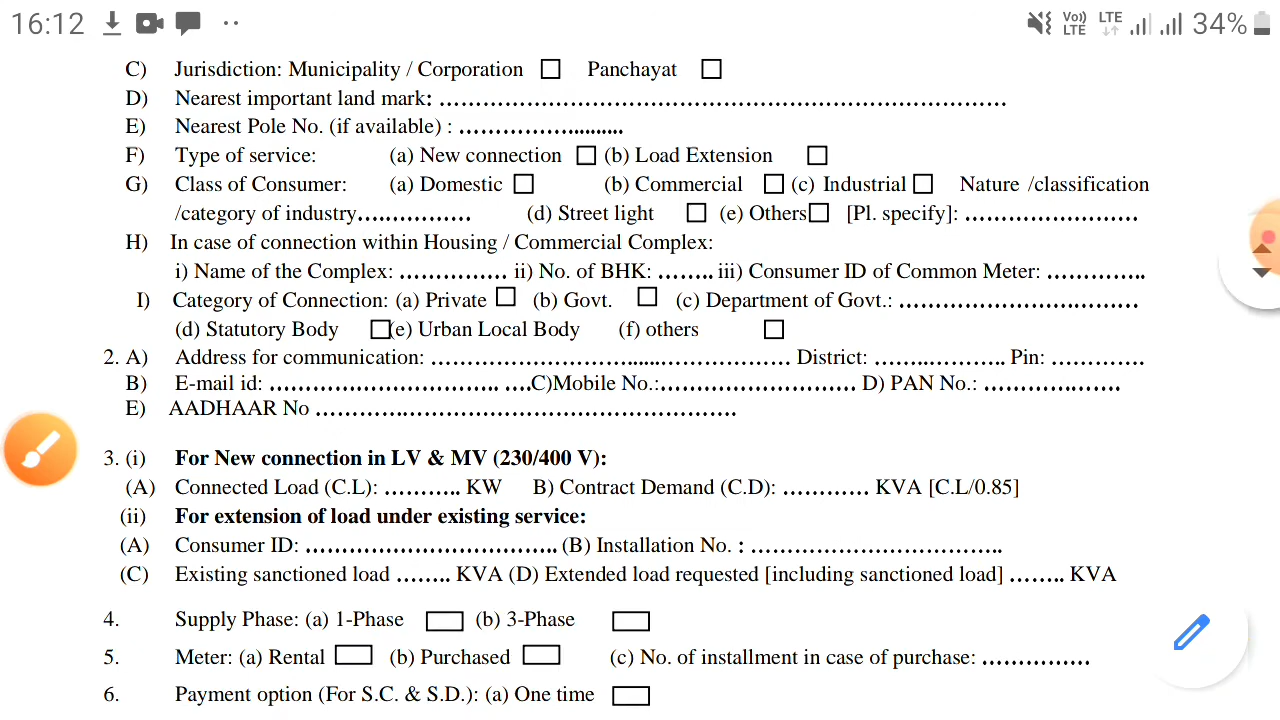 16:12 Vo)) LTE LTE 34%
C) Jurisdiction: Municipality / Corporation Panchayat
D) Nearest important land mark: ........................................................................
E) Nearest Pole No. (if available) : .........................
F) Type of service: (a) New connection (b) Load Extension
G) Class of Consumer: (a) Domestic (b) Commercial (c) Industrial Nature /classification
/category of industry................ (d) Street light (e) Others [Pl. specify]: ........................
H) In case of connection within Housing / Commercial Complex:
i) Name of the Complex: ............... ii) No. of BHK: ........ iii) Consumer ID of Common Meter: ..............
I) Category of Connection: (a) Private (b) Govt. (c) Department of Govt.: .................................
(d) Statutory Body (e) Urban Local Body (f) others
2. A) Address for communication: .................................................. District: .................. Pin: .............
B) E-mail id: ................................ ....C)Mobile No.:........................... D) PAN No.: ...................
E) AADHAAR No ..........................................................
3. (i) For New connection in LV & MV (230/400 V):
(A) Connected Load (C.L): ........... KW B) Contract Demand (C.D): ............ KVA [C.L/0.85]
(ii) For extension of load under existing service:
(A) Consumer ID: ................................... (B) Installation No. : ...................................
(C) Existing sanctioned load ........ KVA (D) Extended load requested [including sanctioned load] ........ KVA
4. Supply Phase: (a) 1-Phase (b) 3-Phase
5. Meter: (a) Rental (b) Purchased (c) No. of installment in case of purchase: ...............
6. Payment option (For S.C. & S.D.): (a) One time